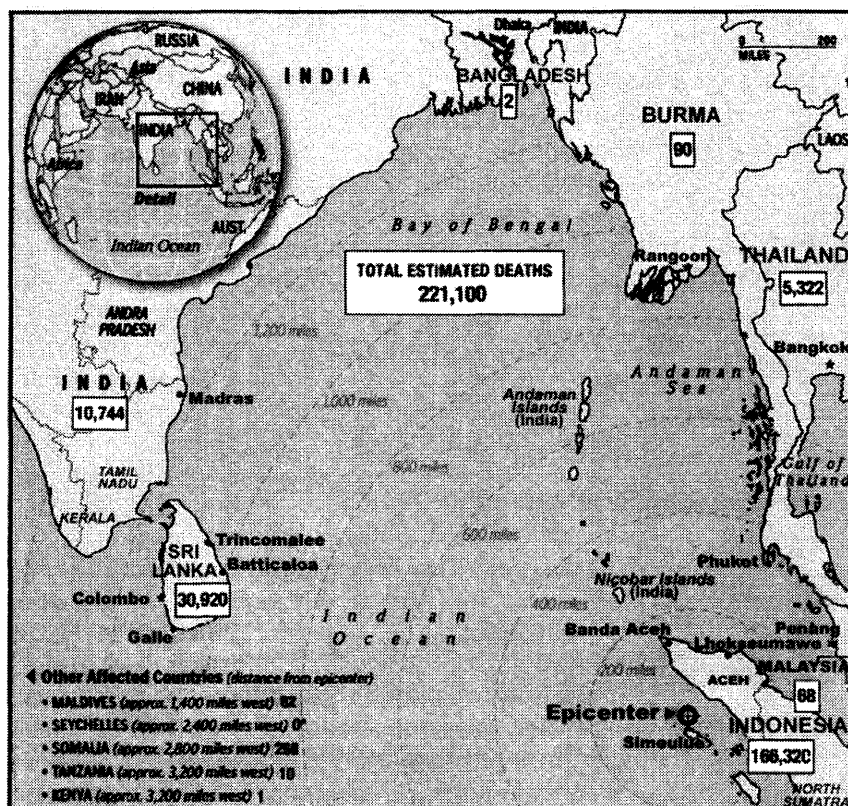 RUSSIA
Asia
IRAN
CHINA
INDIA
Africa
Detail
AUST.
Indian Ocean
INDIA
Dhaka
INDIA
BANGLADESH
2
0 200
MILES
BURMA
90
LAOS
Bay of Bengal
TOTAL ESTIMATED DEATHS
221,100
Rangoon
THAILAND
5,322
Bangkok
ANDRA
PRADESH
1,200 miles
INDIA
10,744
Madras
1,000 miles
Andaman
Islands
(India)
Andaman
Sea
800 miles
Gulf of
Thailand
TAMIL
NADU
KERALA
600 miles
SRI
LANKA
30,920
Trincomalee
Batticaloa
Colombo
Galle
Phuket
Nicobar Islands
(India)
400 miles
Indian
Ocean
Banda Aceh
Lhokseumawe
Penang
200 miles
ACEH
MALAYSIA
68
Epicenter
Simeulue
INDONESIA
166,320
NORTH
SUMATRA
Other Affected Countries (distance from epicenter)
• MALDIVES (approx. 1,400 miles west) 82
• SEYCHELLES (approx. 2,400 miles west) 0*
• SOMALIA (approx. 2,800 miles west) 298
• TANZANIA (approx. 3,200 miles west) 10
• KENYA (approx. 3,200 miles west) 1